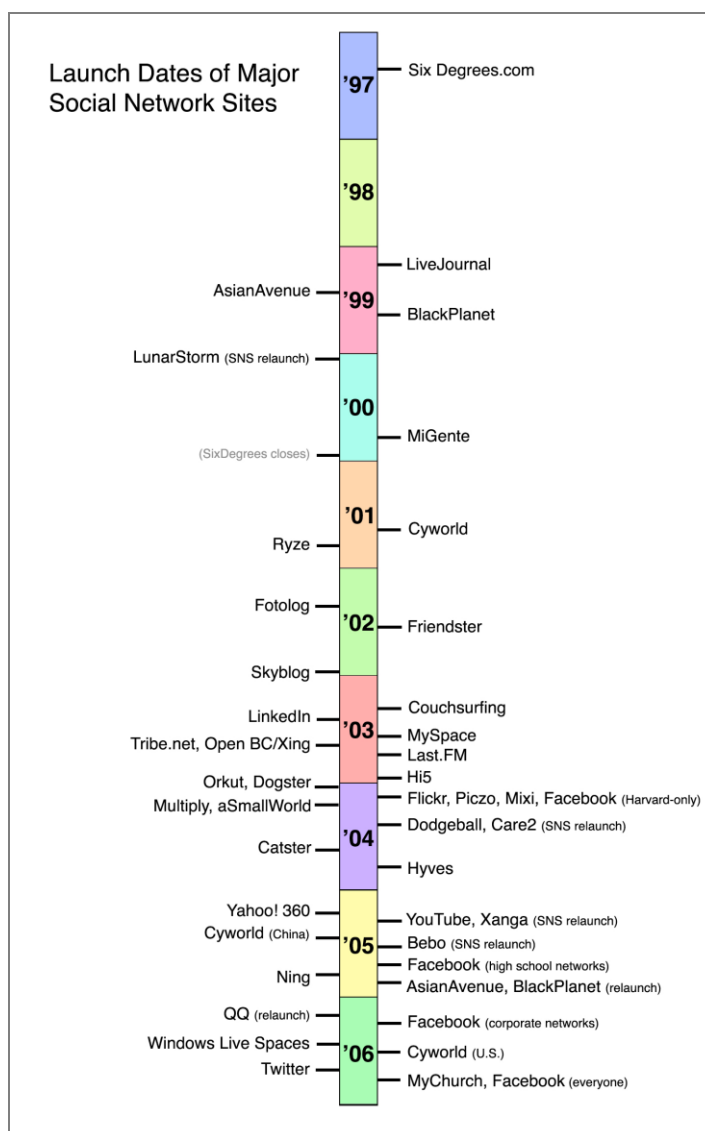 Launch Dates of Major
Social Network Sites
'97
Six Degrees.com
'98
LiveJournal
AsianAvenue
'99
BlackPlanet
LunarStorm (SNS relaunch)
'00
MiGente
(SixDegrees closes)
'01
Cyworld
Ryze
Fotolog
'02
Friendster
Skyblog
Couchsurfing
LinkedIn
'03
MySpace
Tribe.net, Open BC/Xing
Last.FM
Hi5
Orkut, Dogster
Flickr, Piczo, Mixi, Facebook (Harvard-only)
Multiply, aSmallWorld
Dodgeball, Care2 (SNS relaunch)
'04
Catster
Hyves
Yahoo! 360
YouTube, Xanga (SNS relaunch)
Cyworld (China)
'05
Bebo (SNS relaunch)
Facebook (high school networks)
Ning
AsianAvenue, BlackPlanet (relaunch)
QQ (relaunch)
Facebook (corporate networks)
Windows Live Spaces
'06
Cyworld (U.S.)
Twitter
MyChurch, Facebook (everyone)